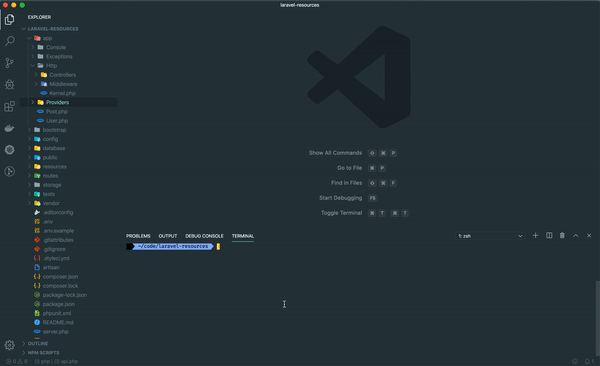 laravel-resources
EXPLORER
LARAVEL-RESOURCES
app
Console
Exceptions
Http
Controllers
Middleware
Kernel.php
Providers
Post.php
User.php
bootstrap
config
database
public
resources
routes
storage
tests
vendor
.editorconfig
.env
.env.example
.gitattributes
.gitignore
.styleci.yml
artisan
composer.json
composer.lock
package-lock.json
package.json
phpunit.xml
README.md
server.php
OUTLINE
NPM SCRIPTS
Show All Commands ⇧ ⌘ P
Go to File ⌘ P
Find in Files ⇧ ⌘ F
Start Debugging F5
Toggle Terminal ⌘ T ⌘ T
PROBLEMS OUTPUT DEBUG CONSOLE TERMINAL 1: zsh
~/code/laravel-resources
0 0 php | api.php 1